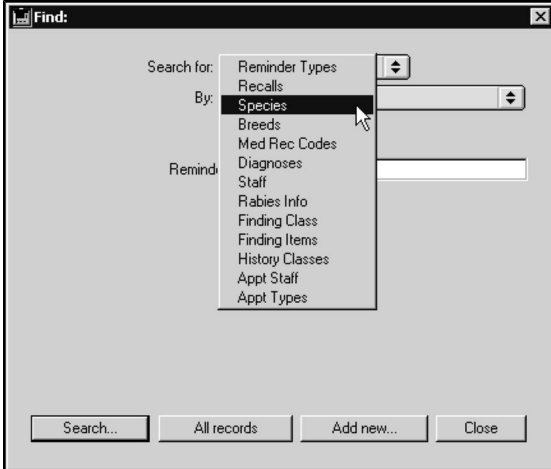 Find:
Search for: Reminder Types
Recalls
By: Species
Breeds
Med Rec Codes
Diagnoses
Remind
Staff
Rabies Info
Finding Class
Finding Items
History Classes
Appt Staff
Appt Types
Search... All records Add new... Close